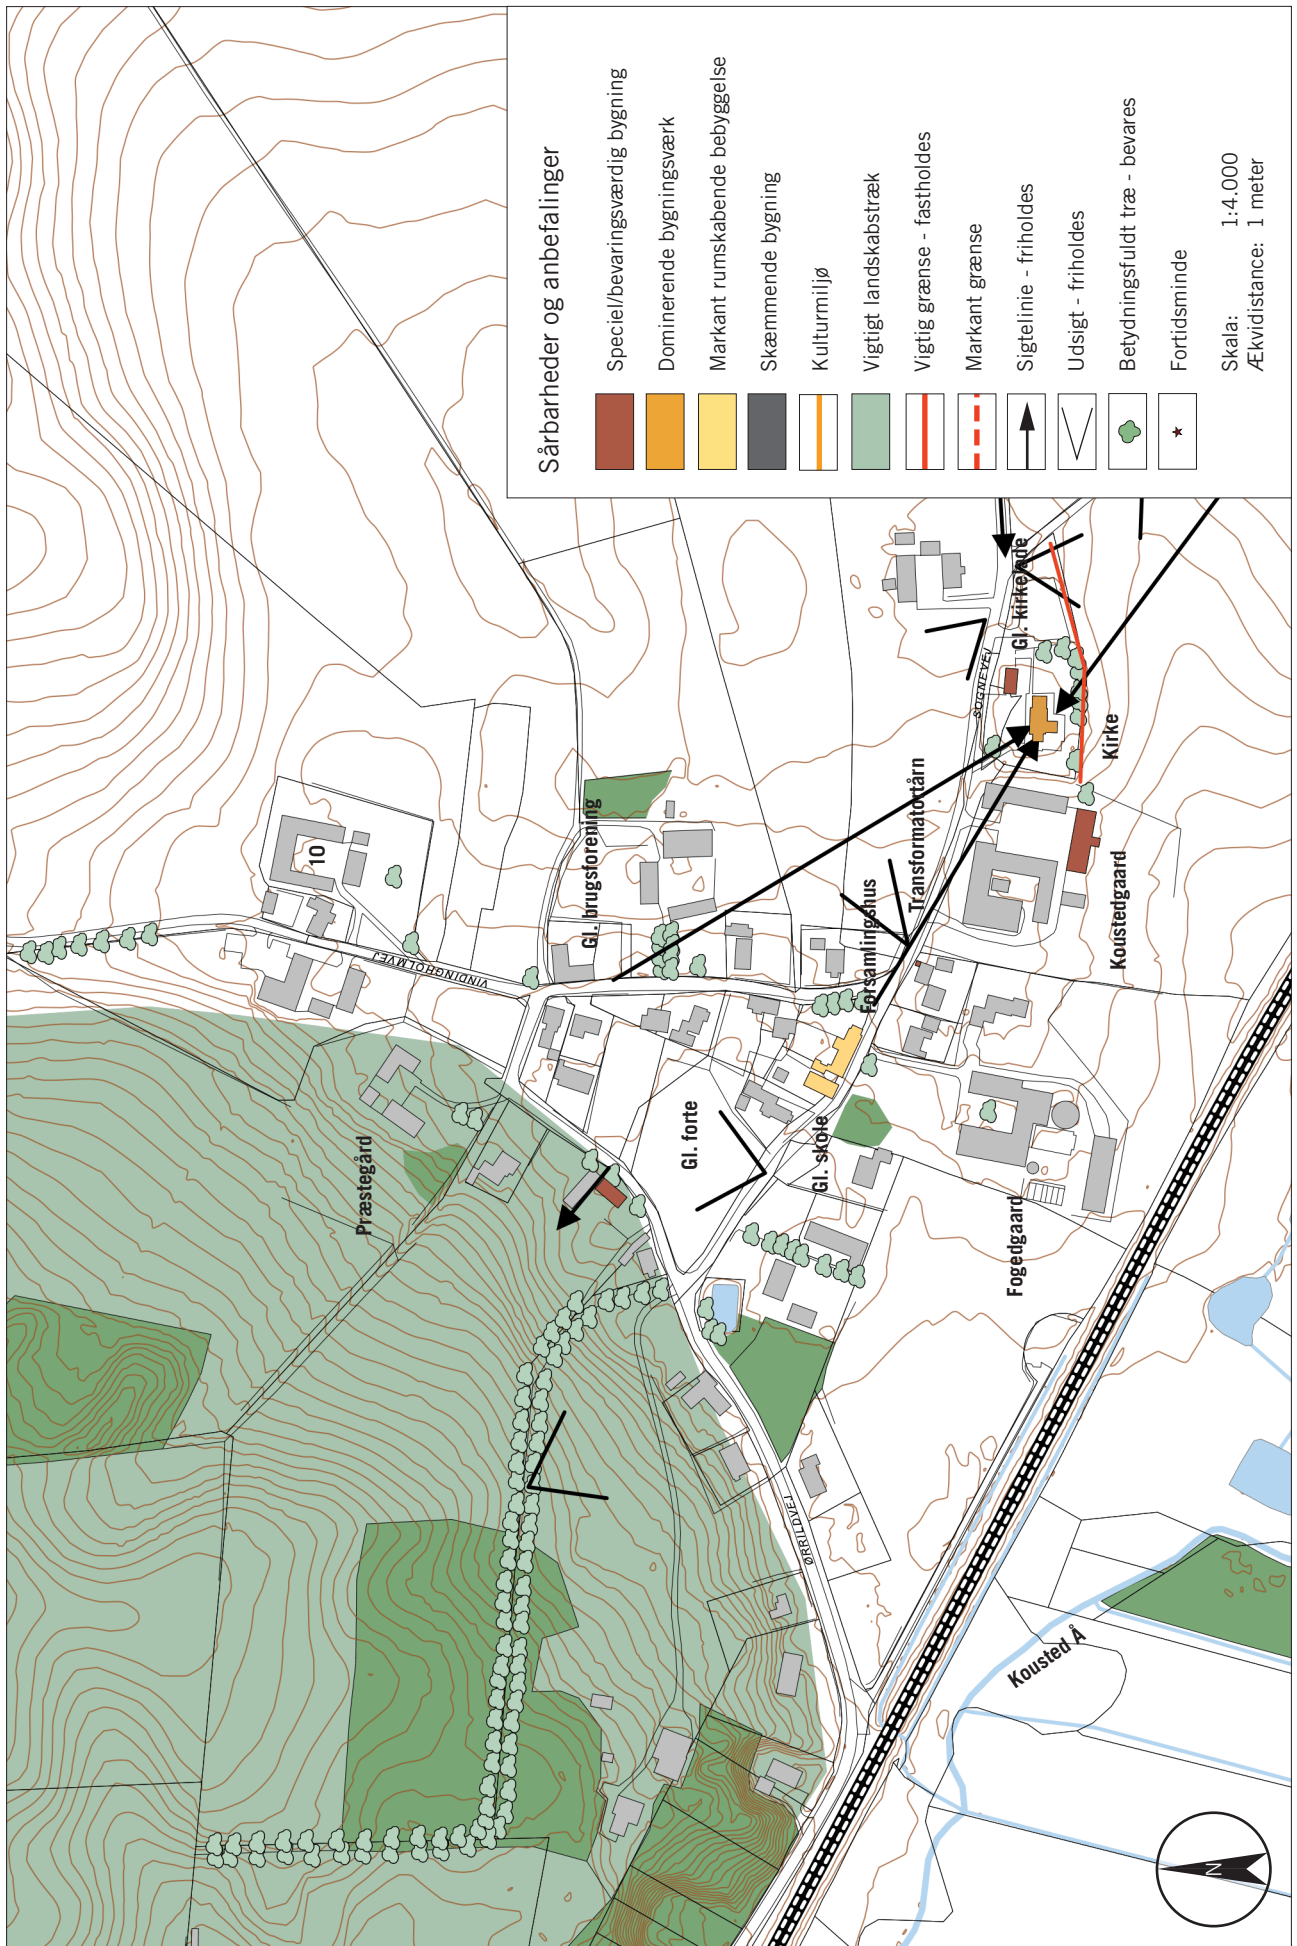 Sårbarheder og anbefalinger
Speciel/bevaringsværdig bygning
Dominerende bygningsværk
Markant rumskabende bebyggelse
Skæmmende bygning
Kulturmiljø
Vigtigt landskabstræk
Vigtig grænse - fastholdes
Markant grænse
Sigtelinie - friholdes
Udsigt - friholdes
Betydningsfuldt træ - bevares
Fortidsminde
Skala: 1:4.000
Ækvidistance: 1 meter
10
VINDINGHOLMVEJ
Præstegård
Gl. brugsforening
Gl. forte
Gl. skole
Forsamlingshus
Transformatortårn
SOGNEVEJ
Gl. kirkelade
Kirke
Koustedgaard
Fogedgaard
ØRRILDVEJ
Kousted Å
N